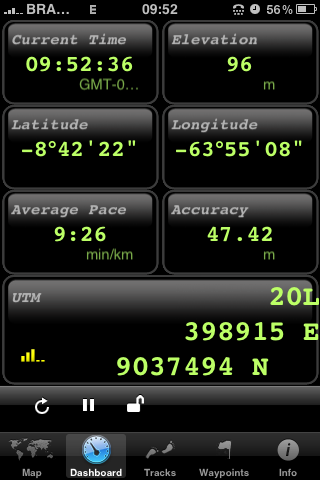 BRA... E 09:52 56%
Current Time
09:52:36
GMT-0...
Elevation
96
m
Latitude
-8°42'22"
Longitude
-63°55'08"
Average Pace
9:26
min/km
Accuracy
47.42
m
UTM
20L
398915 E
9037494 N
Map Dashboard Tracks Waypoints Info